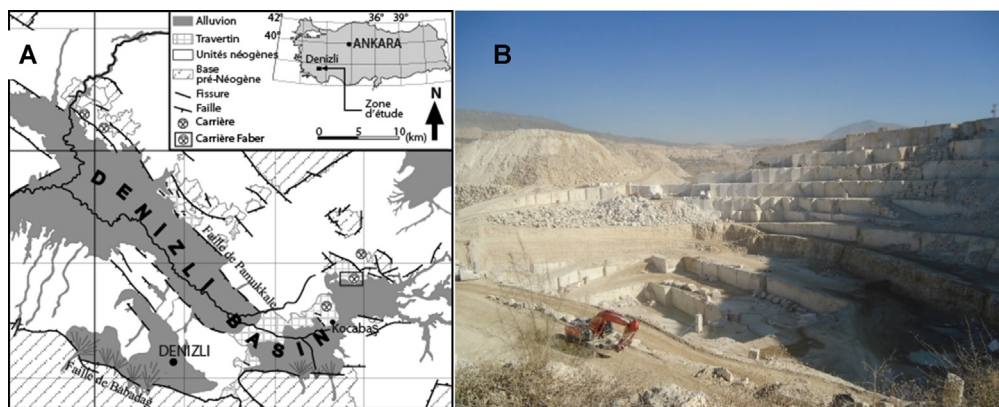 A
Alluvion
Travertin
Unités néogènes
Base
pré-Néogène
Fissure
Faille
Carrière
Carrière Faber
42°
40°
36° 39°
ANKARA
Denizli
Zone
d'étude
N
0 5 10 (km)
DENIZLI BASIN
Faille de Pamukkale
Kocabaş
DENIZLI
Faille de Babadağ
B